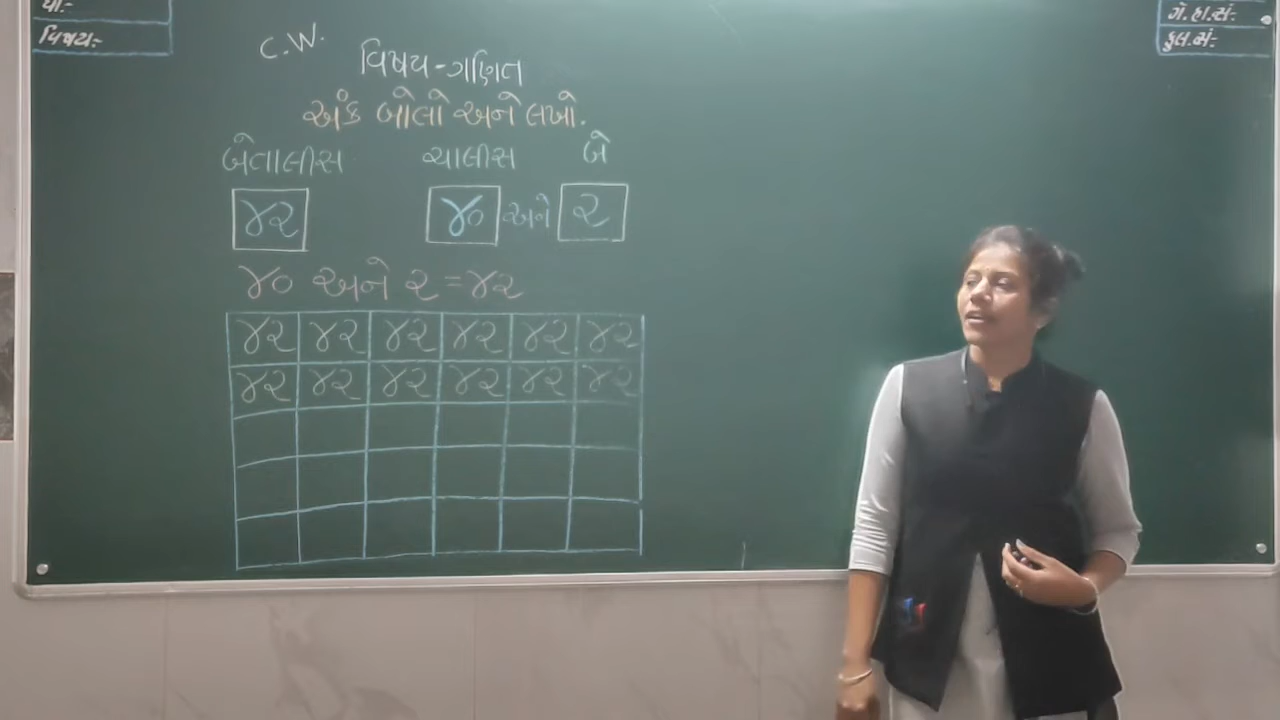 ધો:-
વિષય:-
ગે.હા.સં:-
કુલ.સં:-
C.W.
વિષય-ગણિત
અંક બોલો અને લખો.
બેતાલીસ ચાલીસ બે
૪૨ ૪૦ અને ૨
૪૦ અને ૨ = ૪૨
૪૨ ૪૨ ૪૨ ૪૨ ૪૨ ૪૨
૪૨ ૪૨ ૪૨ ૪૨ ૪૨ ૪૨